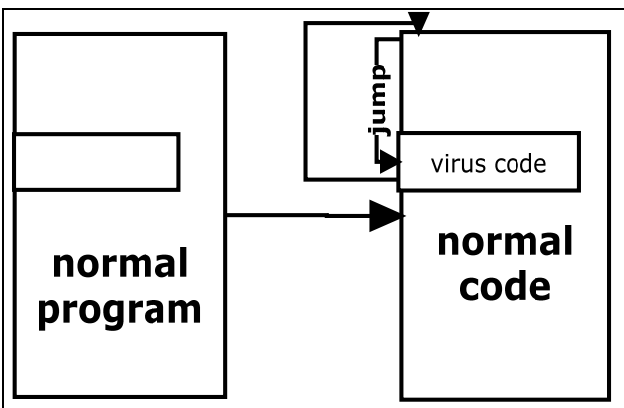 jump
virus code
normal
program
normal
code